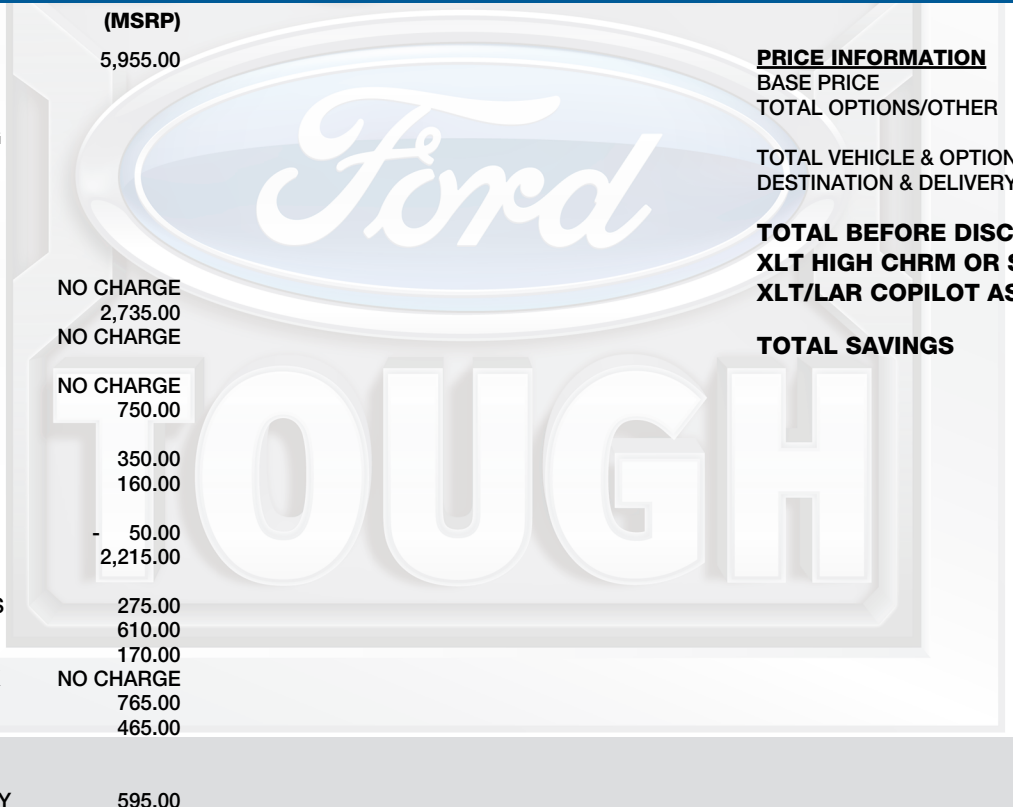 (MSRP)
5,955.00
NO CHARGE
2,735.00
NO CHARGE
NO CHARGE
750.00
350.00
160.00
- 50.00
2,215.00
S 275.00
610.00
170.00
NO CHARGE
765.00
465.00
Y 595.00
PRICE INFORMATION
BASE PRICE
TOTAL OPTIONS/OTHER
TOTAL VEHICLE & OPTION
DESTINATION & DELIVERY
TOTAL BEFORE DISC
XLT HIGH CHRM OR S
XLT/LAR COPILOT AS
TOTAL SAVINGS
Ford
TOUGH